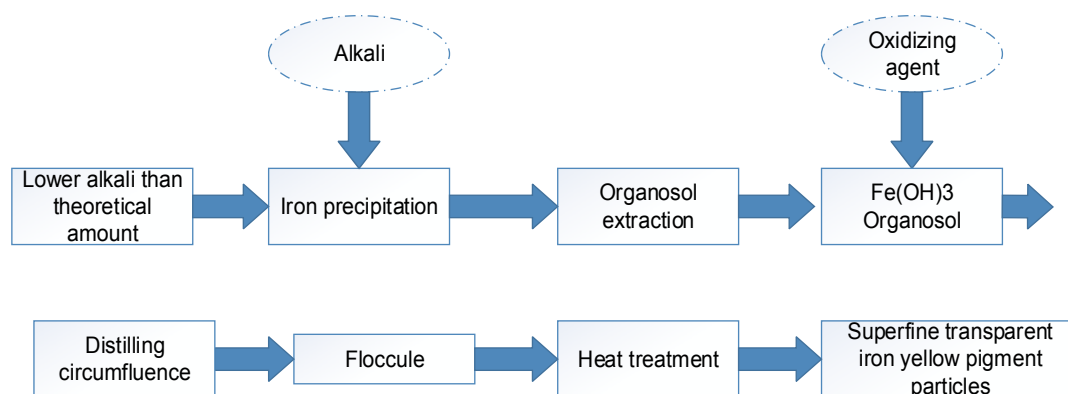 Alkali
Oxidizing
agent
Lower alkali than
theoretical
amount
Iron precipitation
Organosol
extraction
Fe(OH)3
Organosol
Distilling
circumfluence
Floccule
Heat treatment
Superfine transparent
iron yellow pigment
particles